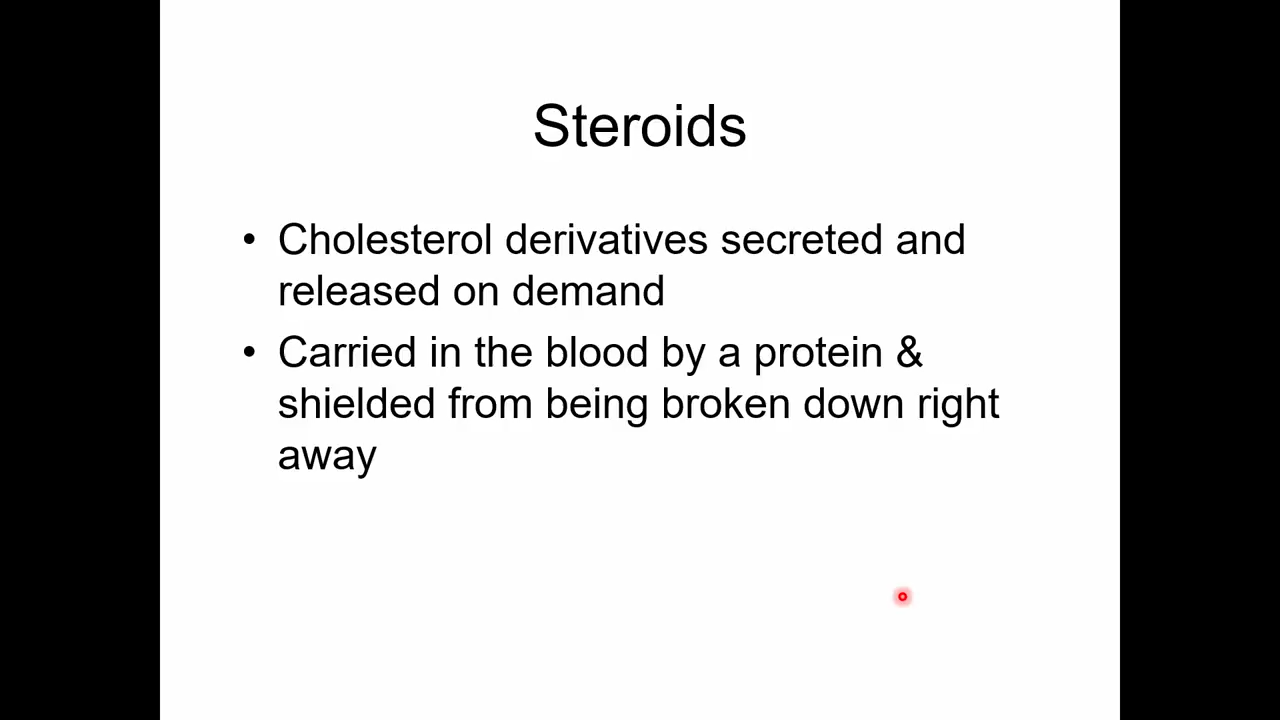 Steroids
• Cholesterol derivatives secreted and
released on demand
• Carried in the blood by a protein &
shielded from being broken down right
away